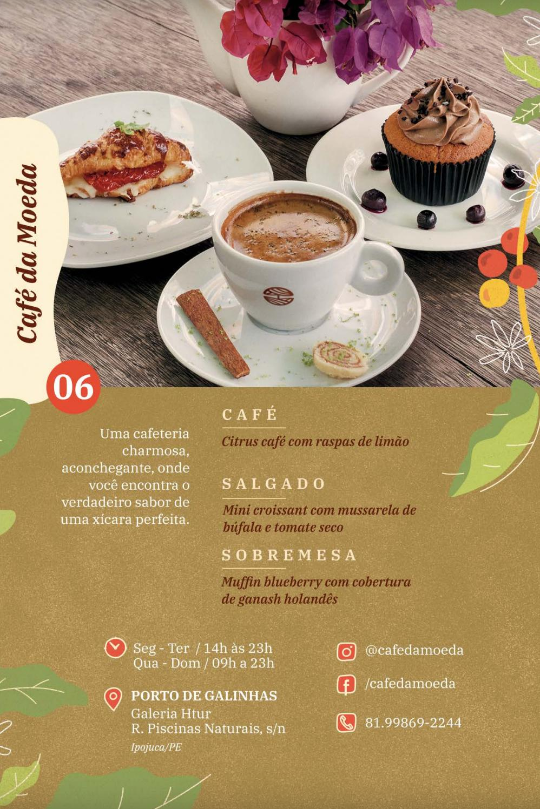 Café da Moeda
06
Uma cafeteria
charmosa,
aconchegante, onde
você encontra o
verdadeiro sabor de
uma xícara perfeita.
CAFÉ
Citrus café com raspas de limão
SALGADO
Mini croissant com mussarela de
búfala e tomate seco
SOBREMESA
Muffin blueberry com cobertura
de ganash holandês
Seg - Ter / 14h às 23h
Qua - Dom / 09h a 23h
PORTO DE GALINHAS
Galeria Htur
R. Piscinas Naturais, s/n
Ipojuca/PE
@cafedamoeda
/cafedamoeda
81.99869-2244